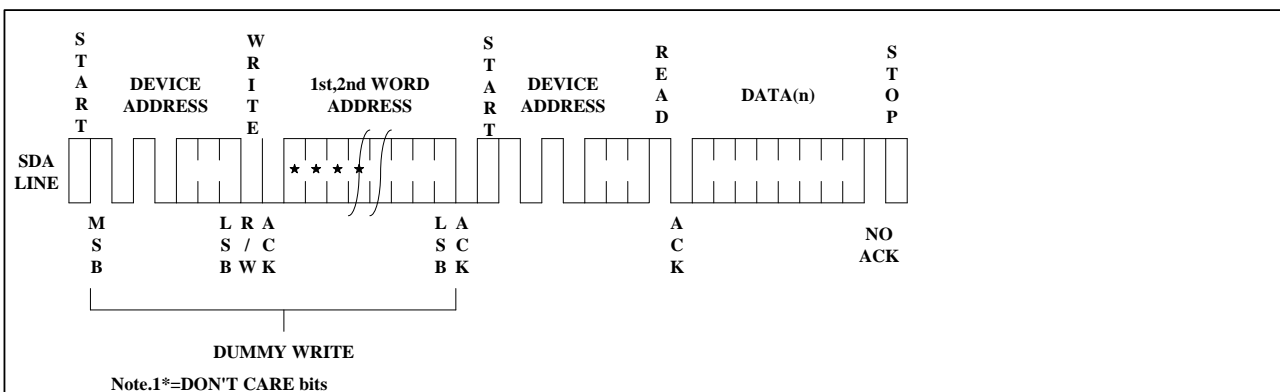 START
WRITE
START
READ
STOP
DEVICE
ADDRESS
1st,2nd WORD
ADDRESS
DEVICE
ADDRESS
DATA(n)
SDA
LINE
★ ★ ★ ★
MSB
LSB
R/W
ACK
LSB
ACK
ACK
NO
ACK
DUMMY WRITE
Note.1*=DON'T CARE bits